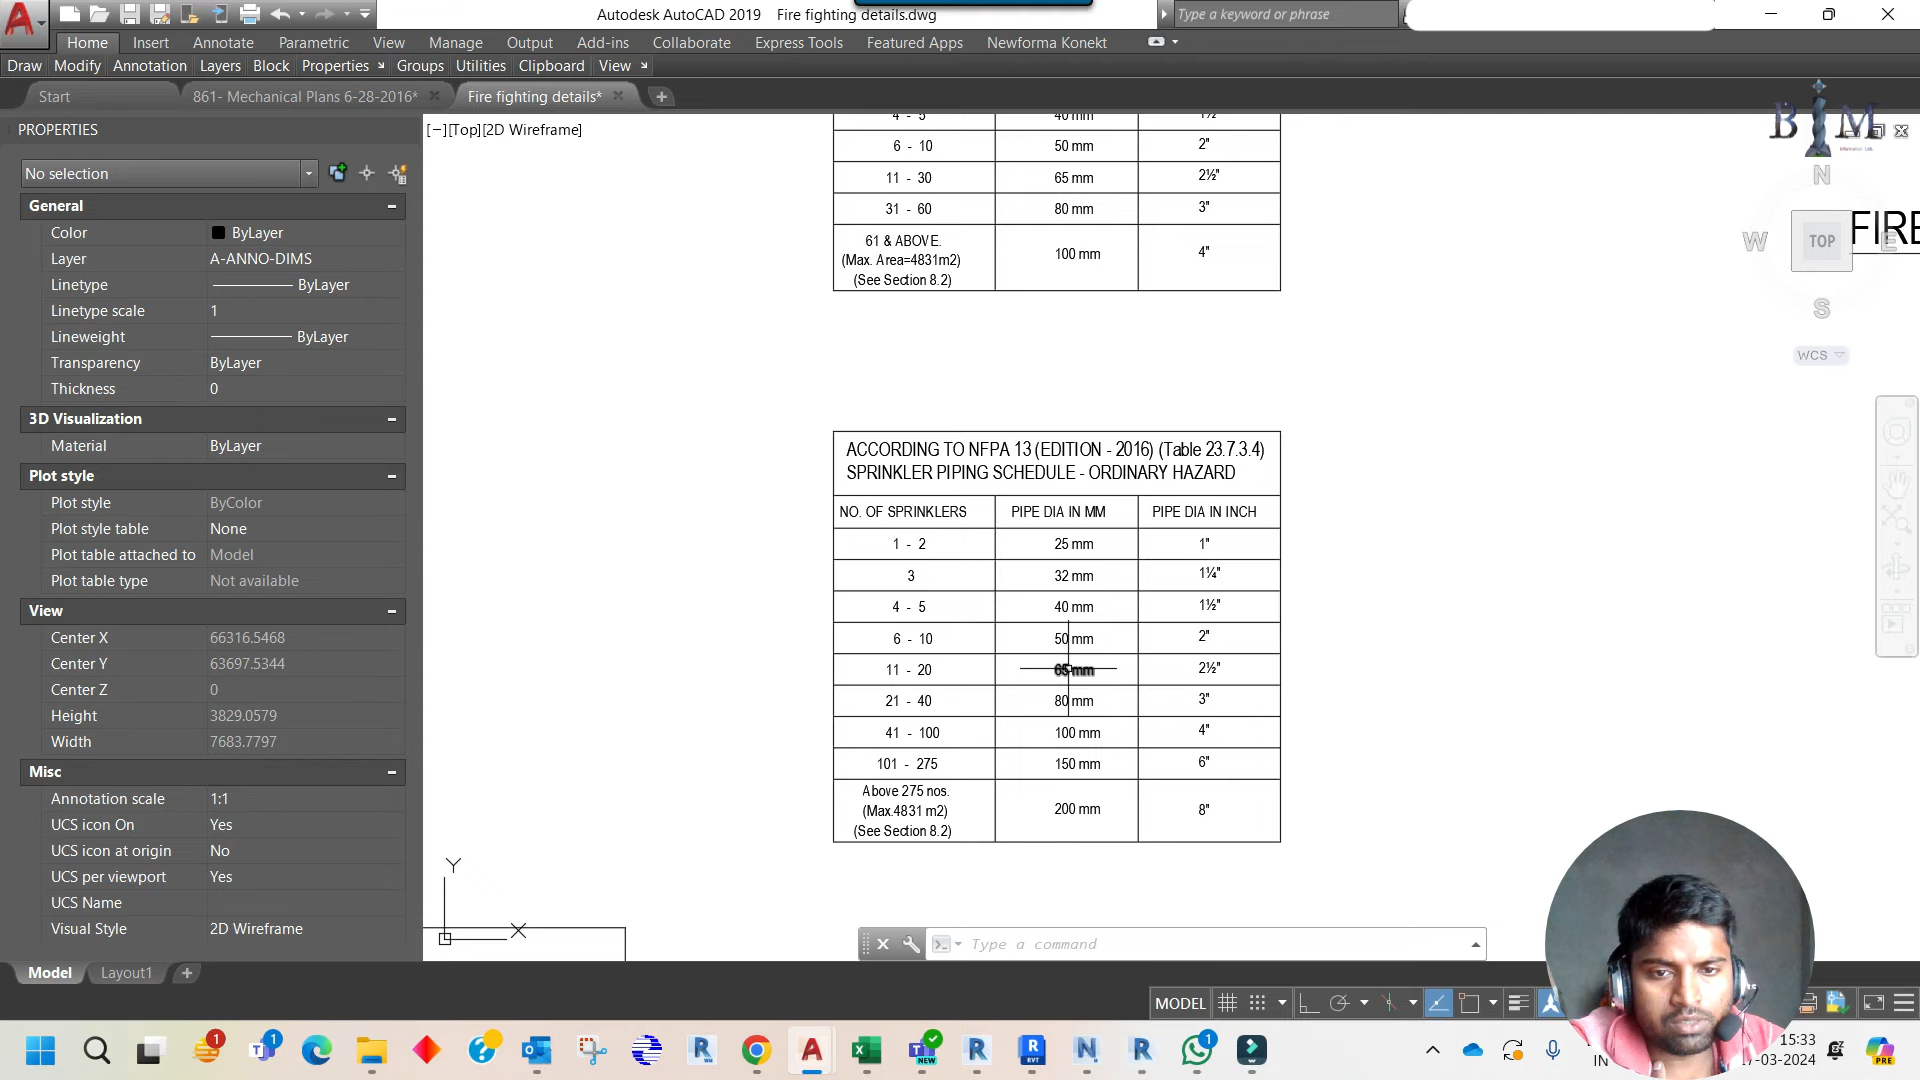 Autodesk AutoCAD 2019 Fire fighting details.dwg
Type a keyword or phrase
Home Insert Annotate Parametric View Manage Output Add-ins Collaborate Express Tools Featured Apps Newforma Konekt
Draw Modify Annotation Layers Block Properties Groups Utilities Clipboard View
Start 861- Mechanical Plans 6-28-2016* Fire fighting details*
PROPERTIES
No selection
General
Color ByLayer
Layer A-ANNO-DIMS
Linetype ByLayer
Linetype scale 1
Lineweight ByLayer
Transparency ByLayer
Thickness 0
3D Visualization
Material ByLayer
Plot style
Plot style ByColor
Plot style table None
Plot table attached to Model
Plot table type Not available
View
Center X 66316.5468
Center Y 63697.5344
Center Z 0
Height 3829.0579
Width 7683.7797
Misc
Annotation scale 1:1
UCS icon On Yes
UCS icon at origin No
UCS per viewport Yes
UCS Name
Visual Style 2D Wireframe
[−][Top][2D Wireframe]
4 - 5 40 mm 1½"
6 - 10 50 mm 2"
11 - 30 65 mm 2½"
31 - 60 80 mm 3"
61 & ABOVE.
(Max. Area=4831m2)
(See Section 8.2)
100 mm 4"
ACCORDING TO NFPA 13 (EDITION - 2016) (Table 23.7.3.4)
SPRINKLER PIPING SCHEDULE - ORDINARY HAZARD
NO. OF SPRINKLERS PIPE DIA IN MM PIPE DIA IN INCH
1 - 2 25 mm 1"
3 32 mm 1¼"
4 - 5 40 mm 1½"
6 - 10 50 mm 2"
11 - 20 65 mm 2½"
21 - 40 80 mm 3"
41 - 100 100 mm 4"
101 - 275 150 mm 6"
Above 275 nos.
(Max.4831 m2)
(See Section 8.2)
200 mm 8"
BIM
N
W TOP E
S
WCS
FIRE
Y
X
Type a command
Model Layout1
MODEL
IN
15:33
7-03-2024